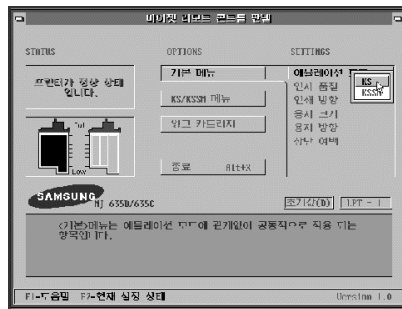 마이젯 리모트 콘트롤 판넬
STATUS
OPTIONS
SETTINGS
프린터가 정상 상태
입니다.
Full
Low
기본 메뉴
KS/KSSM 메뉴
잉크 카트리지
종료 Alt+X
에뮬레이션
인쇄 품질
인쇄 방향
용지 크기
용지 방향
상단 여백
KS
KSSM
SAMSUNG MJ 635D/635C
초기값(D)
LPT - 1
<기본>메뉴는 에뮬레이션 모드에 관계없이 공통적으로 적용 되는
항목입니다.
F1-도움말 F2-현재 설정 상태
Version 1.0